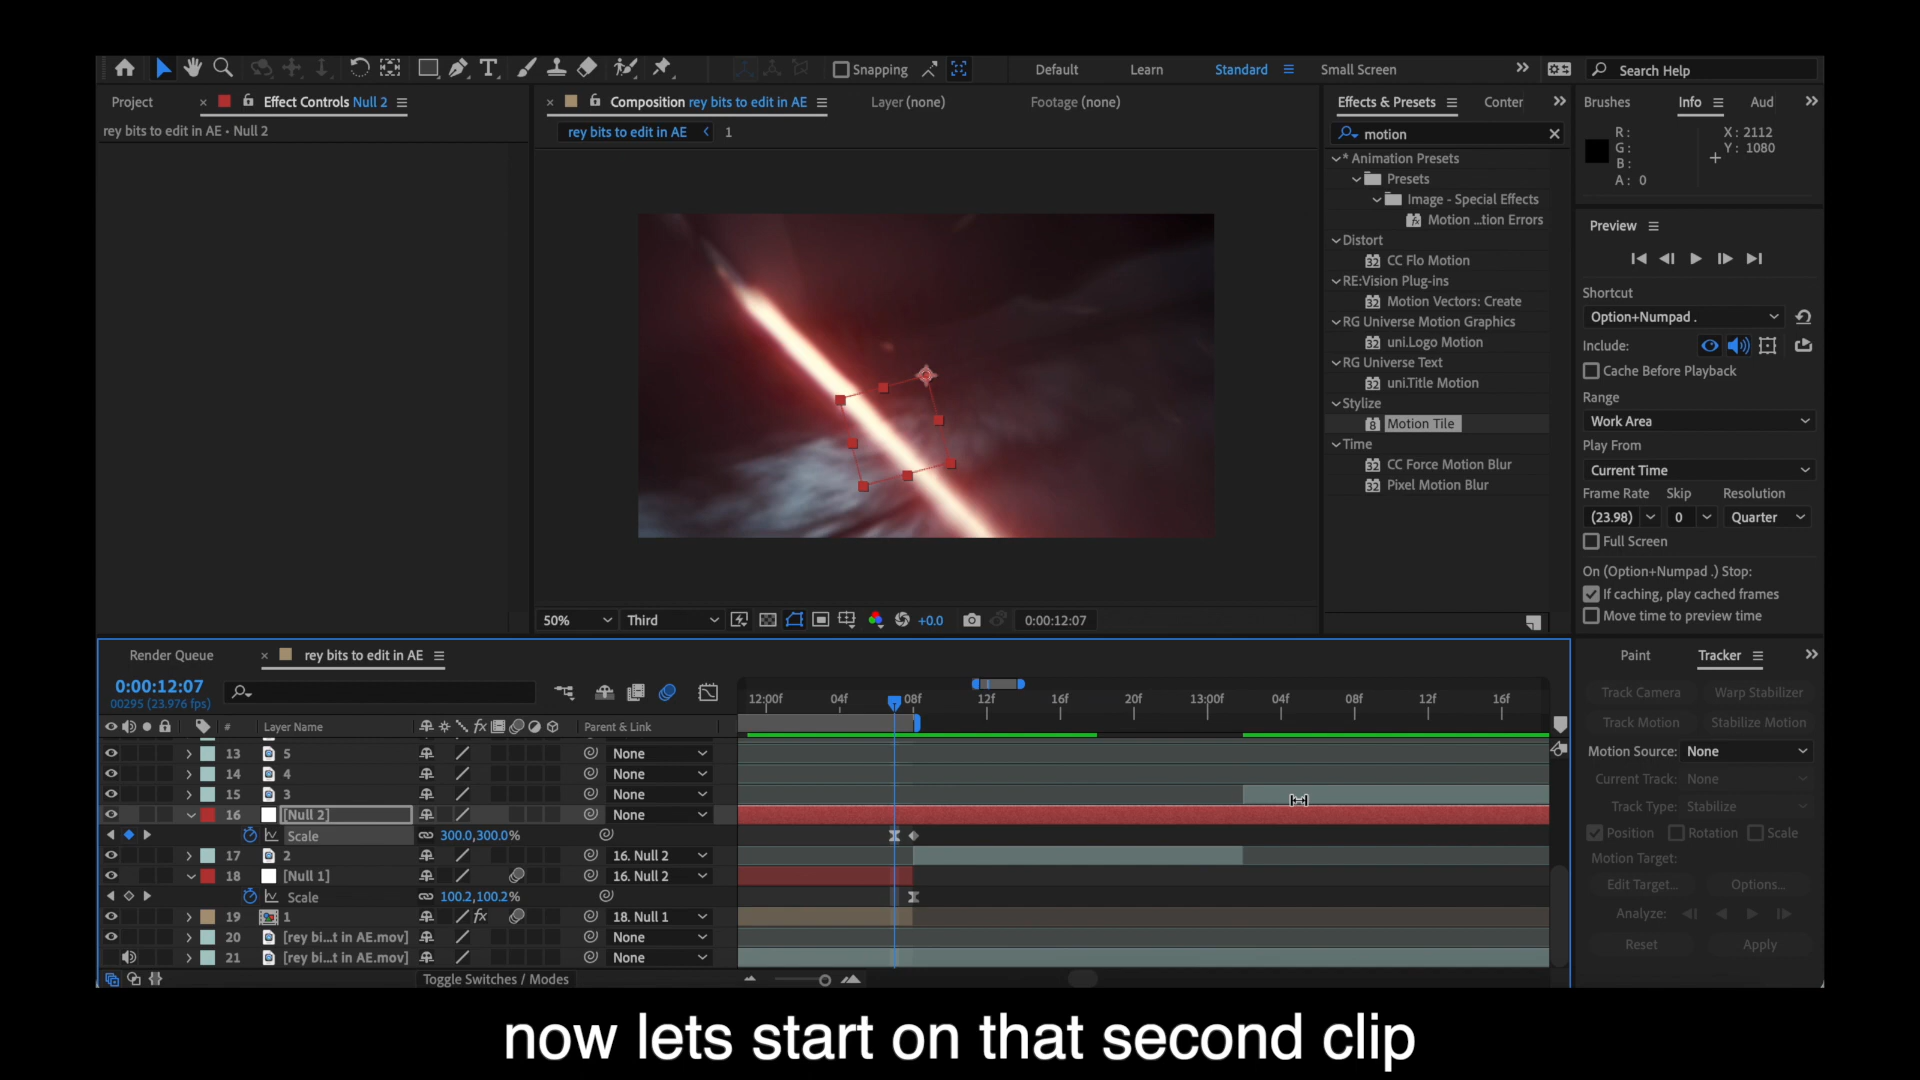 Snapping
Default
Learn
Standard
Small Screen
Search Help
Project
Effect Controls Null 2
Composition rey bits to edit in AE
Layer (none)
Footage (none)
Effects & Presets
Conter
Brushes
Info
Aud
rey bits to edit in AE • Null 2
rey bits to edit in AE
1
motion
* Animation Presets
Presets
Image - Special Effects
Motion ...tion Errors
Distort
CC Flo Motion
RE:Vision Plug-ins
Motion Vectors: Create
RG Universe Motion Graphics
uni.Logo Motion
RG Universe Text
uni.Title Motion
Stylize
Motion Tile
Time
CC Force Motion Blur
Pixel Motion Blur
R:
G:
B:
A: 0
X: 2112
Y: 1080
Preview
Shortcut
Option+Numpad .
Include:
Cache Before Playback
Range
Work Area
Play From
Current Time
Frame Rate Skip Resolution
(23.98) 0 Quarter
Full Screen
On (Option+Numpad .) Stop:
If caching, play cached frames
Move time to preview time
50%
Third
+0.0
0:00:12:07
Render Queue
rey bits to edit in AE
0:00:12:07
00295 (23.976 fps)
12:00f 04f 08f 12f 16f 20f 13:00f 04f 08f 12f 16f
# Layer Name
Parent & Link
13 5 None
14 4 None
15 3 None
16 [Null 2] None
Scale 300.0,300.0%
17 2 16. Null 2
18 [Null 1] 16. Null 2
Scale 100.2,100.2%
19 1 18. Null 1
20 [rey bi...t in AE.mov] None
21 [rey bi...t in AE.mov] None
Toggle Switches / Modes
Paint
Tracker
Track Camera
Warp Stabilizer
Track Motion
Stabilize Motion
Motion Source: None
Current Track: None
Track Type: Stabilize
Position Rotation Scale
Motion Target:
Edit Target...
Options...
Analyze:
Reset
Apply
now lets start on that second clip